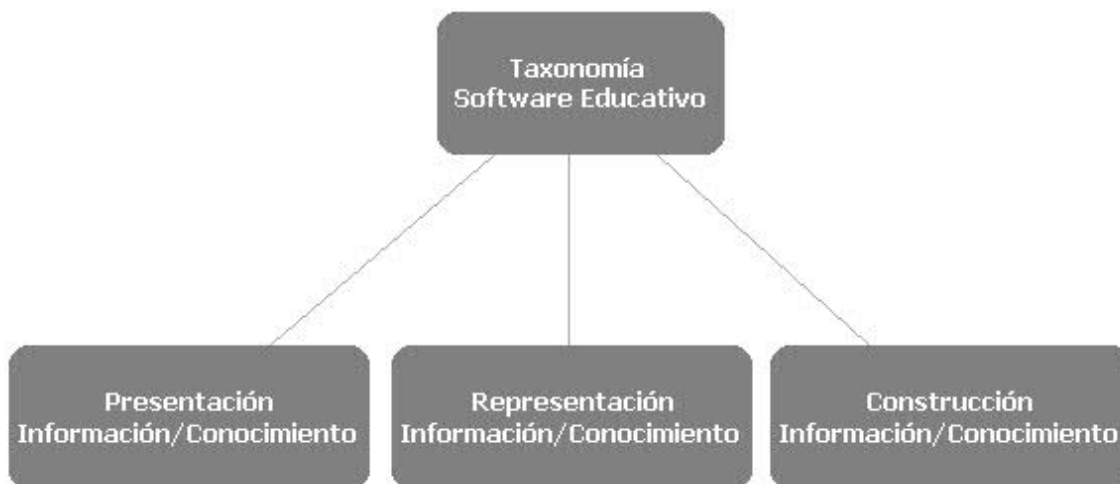 Taxonomía
Software Educativo
Presentación
Información/Conocimiento
Representación
Información/Conocimiento
Construcción
Información/Conocimiento